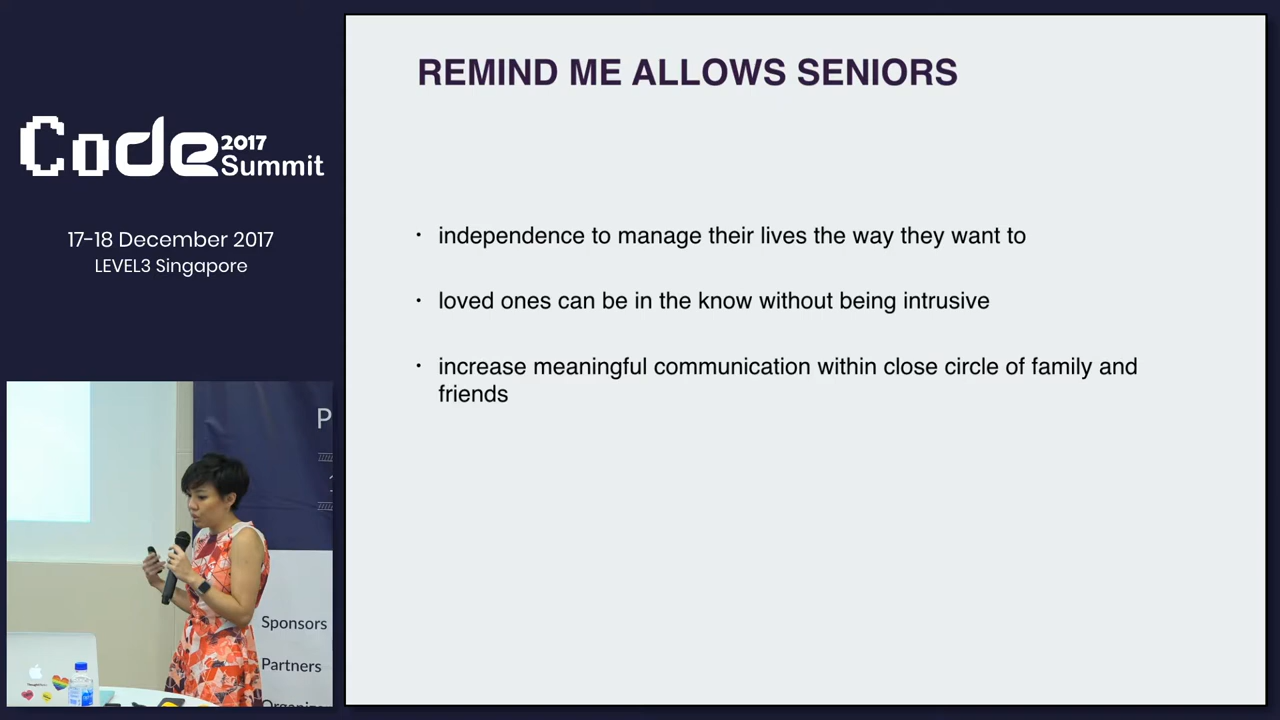 Code 2017 Summit
17-18 December 2017
LEVEL3 Singapore
REMIND ME ALLOWS SENIORS
• independence to manage their lives the way they want to
• loved ones can be in the know without being intrusive
• increase meaningful communication within close circle of family and
friends
P
Sponsors
Partners